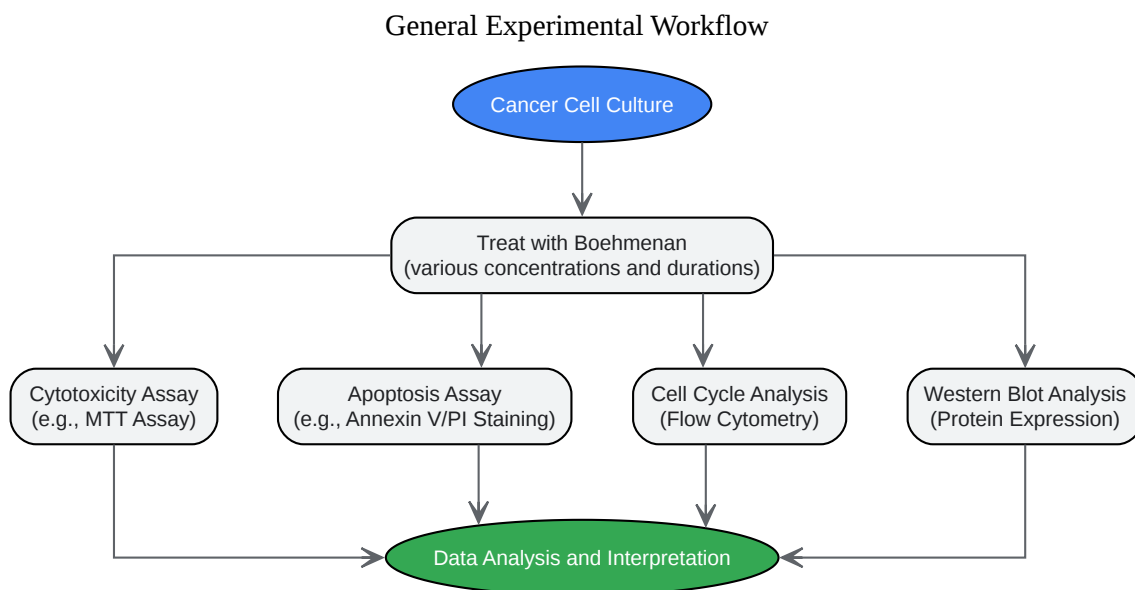 General Experimental Workflow
Cancer Cell Culture
Treat with Boehmenan
(various concentrations and durations)
Cytotoxicity Assay
(e.g., MTT Assay)
Apoptosis Assay
(e.g., Annexin V/PI Staining)
Cell Cycle Analysis
(Flow Cytometry)
Western Blot Analysis
(Protein Expression)
Data Analysis and Interpretation